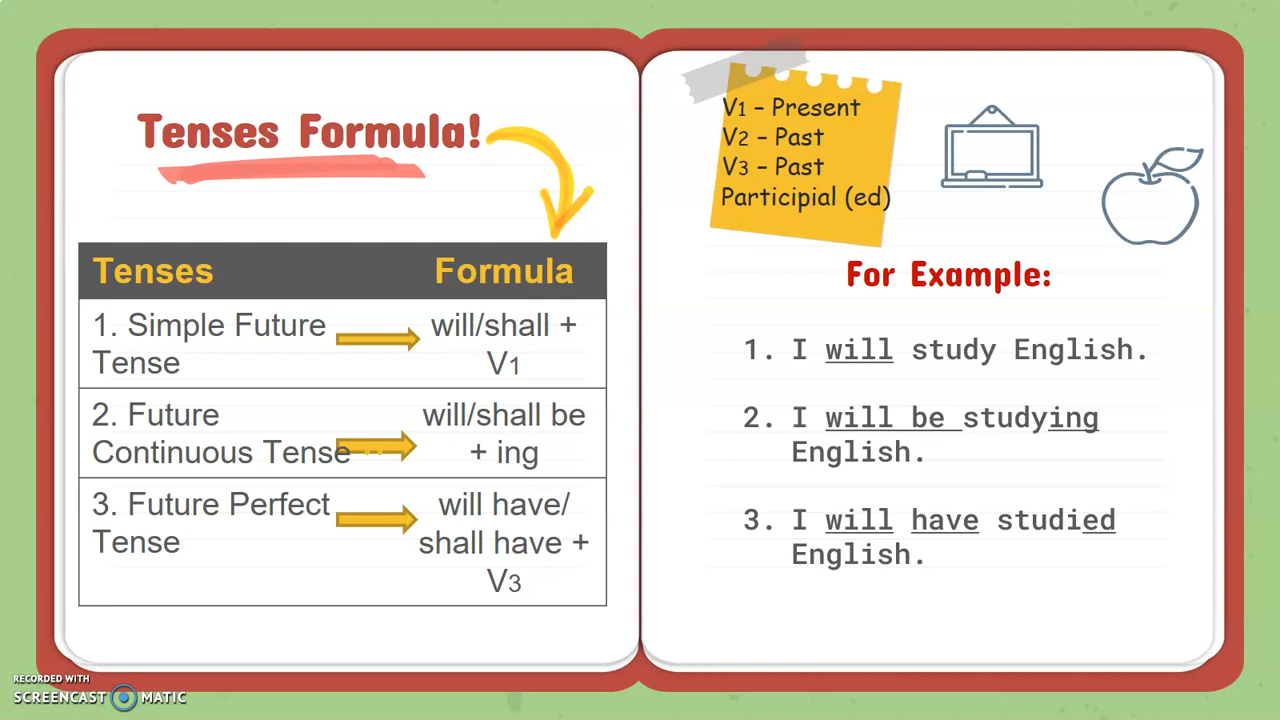 Tenses Formula!
Tenses Formula
1. Simple Future
Tense
will/shall +
V1
2. Future
Continuous Tense
will/shall be
+ ing
3. Future Perfect
Tense
will have/
shall have +
V3
V1 – Present
V2 – Past
V3 – Past
Participial (ed)
For Example:
1. I will study English.
2. I will be studying
English.
3. I will have studied
English.
RECORDED WITH
SCREENCAST MATIC